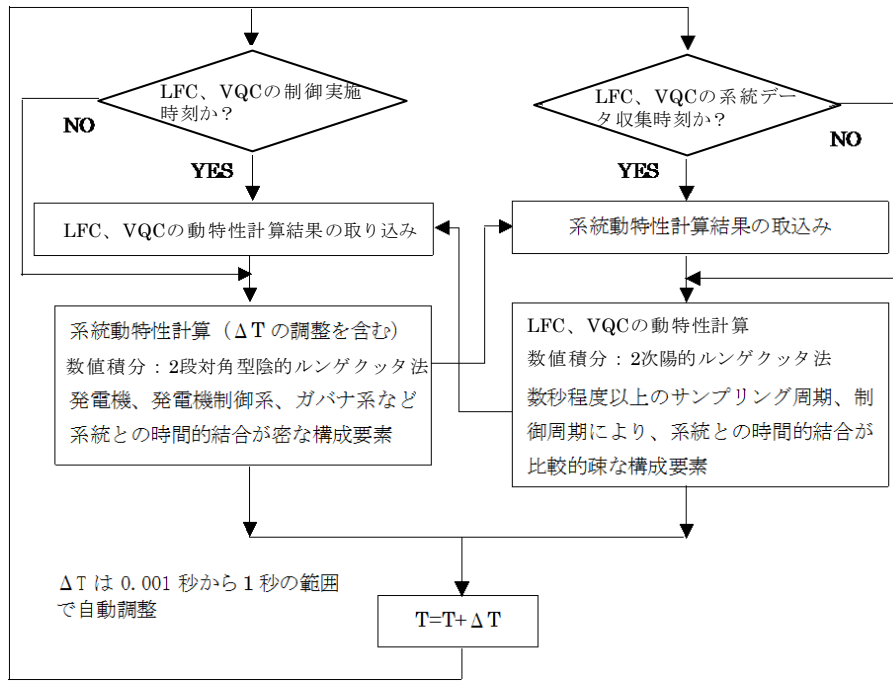 LFC、VQCの制御実施
時刻か？
NO
YES
LFC、VQCの動特性計算結果の取り込み
系統動特性計算（ΔTの調整を含む）
数値積分：2段対角型陰的ルンゲクッタ法
発電機、発電機制御系、ガバナ系など
系統との時間的結合が密な構成要素
LFC、VQCの系統デー
タ収集時刻か？
NO
YES
系統動特性計算結果の取込み
LFC、VQCの動特性計算
数値積分：2次陽的ルンゲクッタ法
数秒程度以上のサンプリング周期、制
御周期により、系統との時間的結合が
比較的疎な構成要素
ΔTは 0.001 秒から 1 秒の範囲
で自動調整
T=T+ΔT